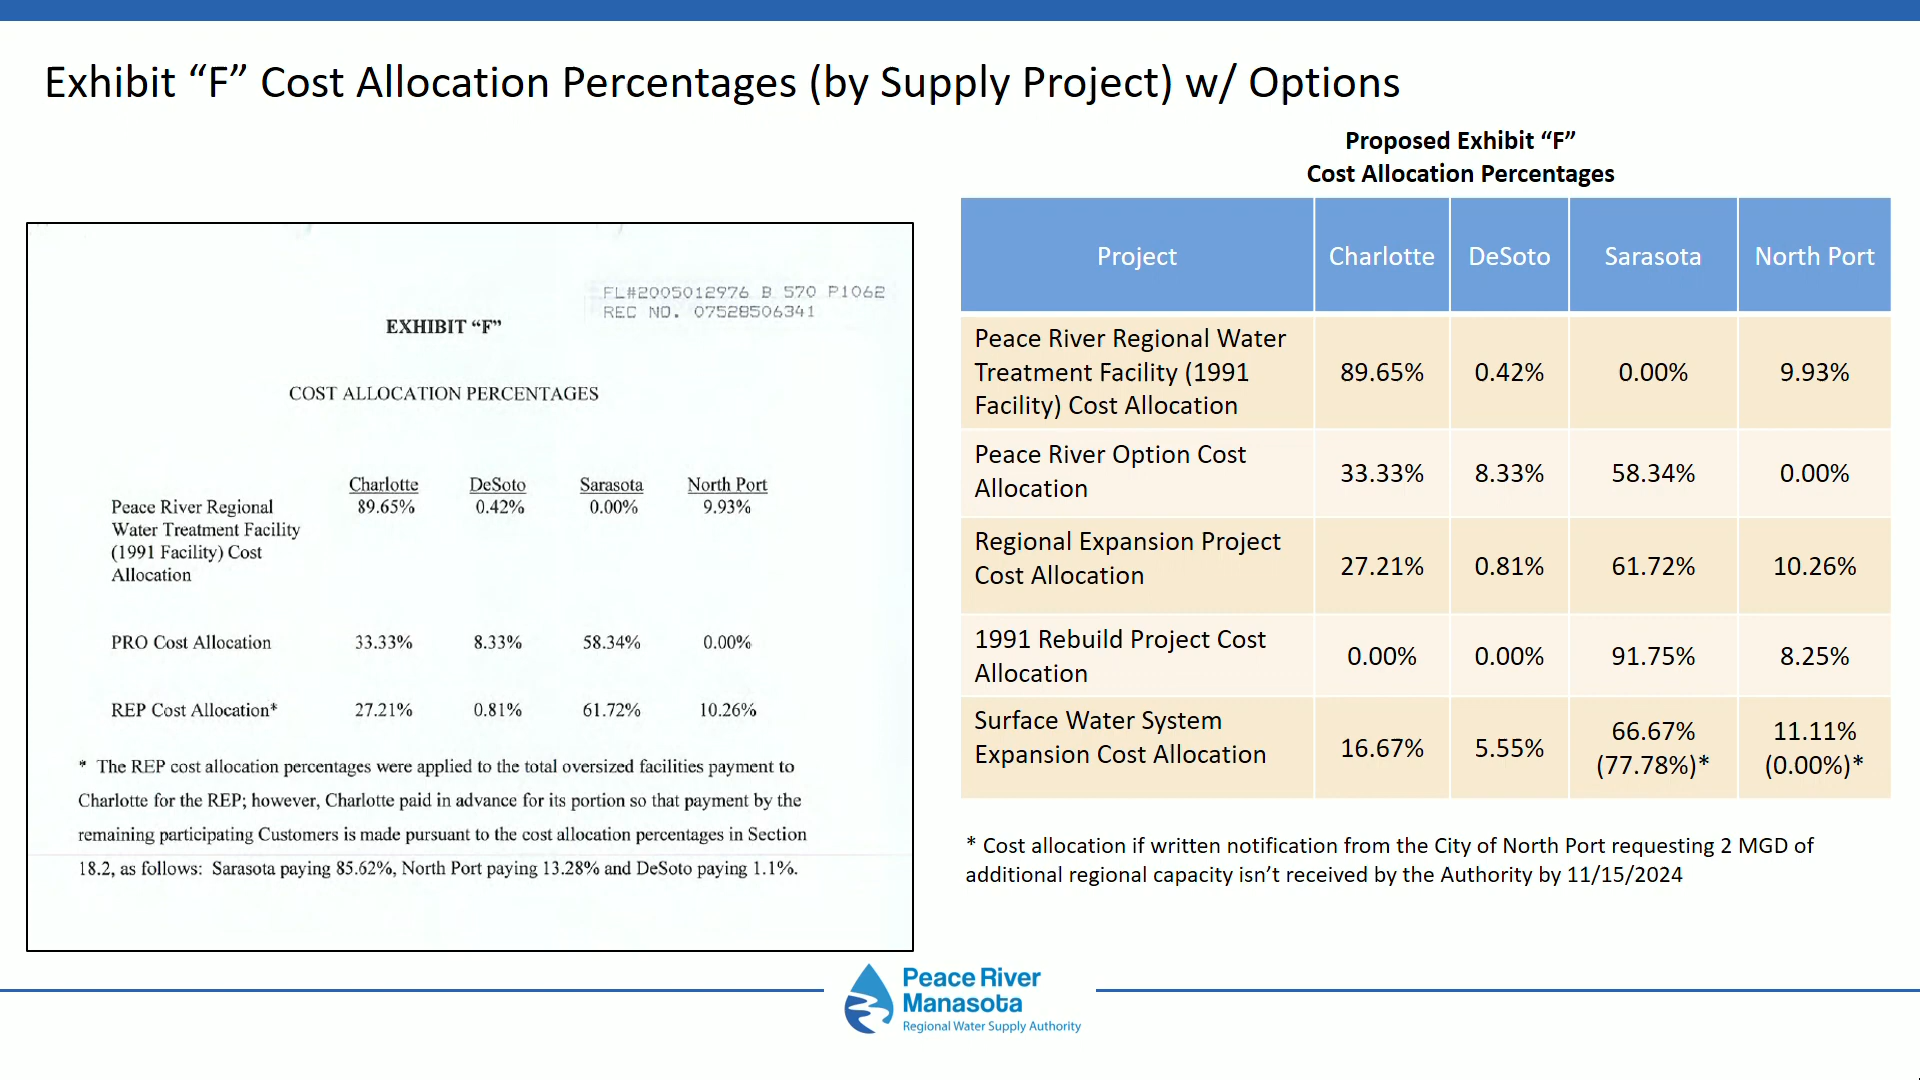 Exhibit “F” Cost Allocation Percentages (by Supply Project) w/ Options
FL#2005012976 B 570 P1062
REC NO. 07528506341
EXHIBIT “F”
COST ALLOCATION PERCENTAGES
Charlotte DeSoto Sarasota North Port
Peace River Regional 89.65% 0.42% 0.00% 9.93%
Water Treatment Facility
(1991 Facility) Cost
Allocation
PRO Cost Allocation 33.33% 8.33% 58.34% 0.00%
REP Cost Allocation* 27.21% 0.81% 61.72% 10.26%
* The REP cost allocation percentages were applied to the total oversized facilities payment to
Charlotte for the REP; however, Charlotte paid in advance for its portion so that payment by the
remaining participating Customers is made pursuant to the cost allocation percentages in Section
18.2, as follows: Sarasota paying 85.62%, North Port paying 13.28% and DeSoto paying 1.1%.
Proposed Exhibit “F”
Cost Allocation Percentages
Project Charlotte DeSoto Sarasota North Port
Peace River Regional Water
Treatment Facility (1991 89.65% 0.42% 0.00% 9.93%
Facility) Cost Allocation
Peace River Option Cost
Allocation 33.33% 8.33% 58.34% 0.00%
Regional Expansion Project
Cost Allocation 27.21% 0.81% 61.72% 10.26%
1991 Rebuild Project Cost
Allocation 0.00% 0.00% 91.75% 8.25%
Surface Water System 66.67% 11.11%
Expansion Cost Allocation 16.67% 5.55% (77.78%)* (0.00%)*
* Cost allocation if written notification from the City of North Port requesting 2 MGD of
additional regional capacity isn’t received by the Authority by 11/15/2024
Peace River
Manasota
Regional Water Supply Authority